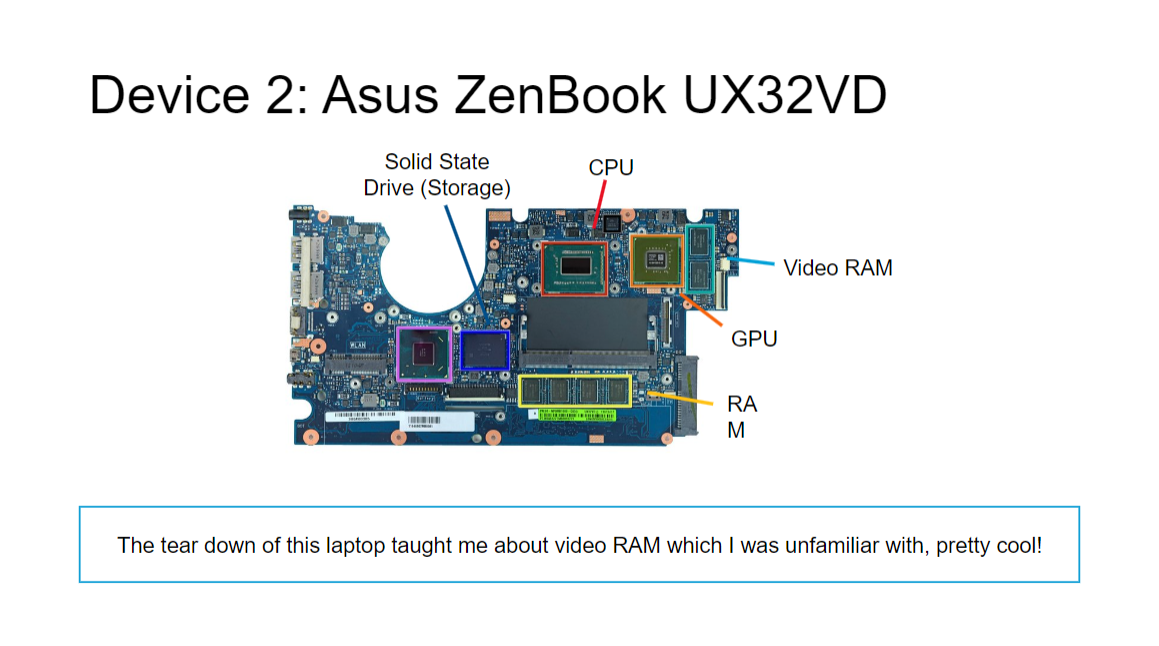 Device 2: Asus ZenBook UX32VD
Solid State
Drive (Storage)
CPU
Video RAM
GPU
RA
M
WLAN
The tear down of this laptop taught me about video RAM which I was unfamiliar with, pretty cool!